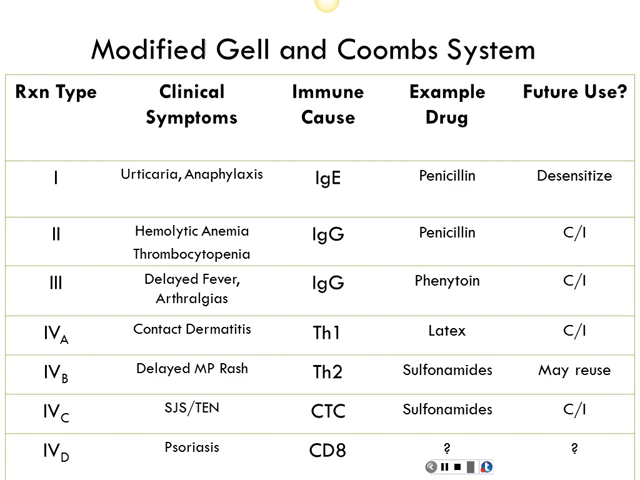 Modified Gell and Coombs System
Rxn Type Clinical Immune Example Future Use?
Symptoms Cause Drug
I Urticaria, Anaphylaxis IgE Penicillin Desensitize
II Hemolytic Anemia IgG Penicillin C/I
Thrombocytopenia
III Delayed Fever, IgG Phenytoin C/I
Arthralgias
IVA Contact Dermatitis Th1 Latex C/I
IVB Delayed MP Rash Th2 Sulfonamides May reuse
IVC SJS/TEN CTC Sulfonamides C/I
IVD Psoriasis CD8 ? ?